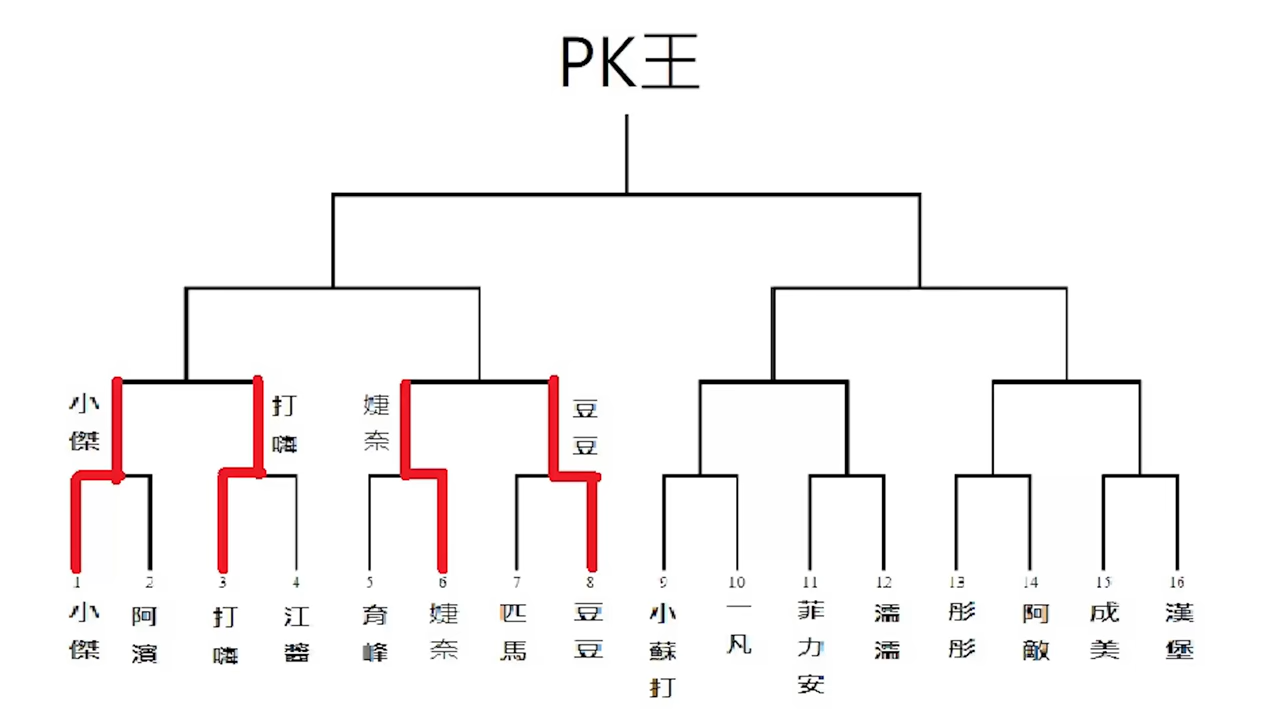 PK王
小傑
打嗨
婕奈
豆豆
1
2
3
4
5
6
7
8
9
10
11
12
13
14
15
16
小傑
阿濱
打嗨
江醬
育峰
婕奈
匹馬
豆豆
小蘇打
一凡
菲力安
濡濡
彤彤
阿敵
成美
漢堡